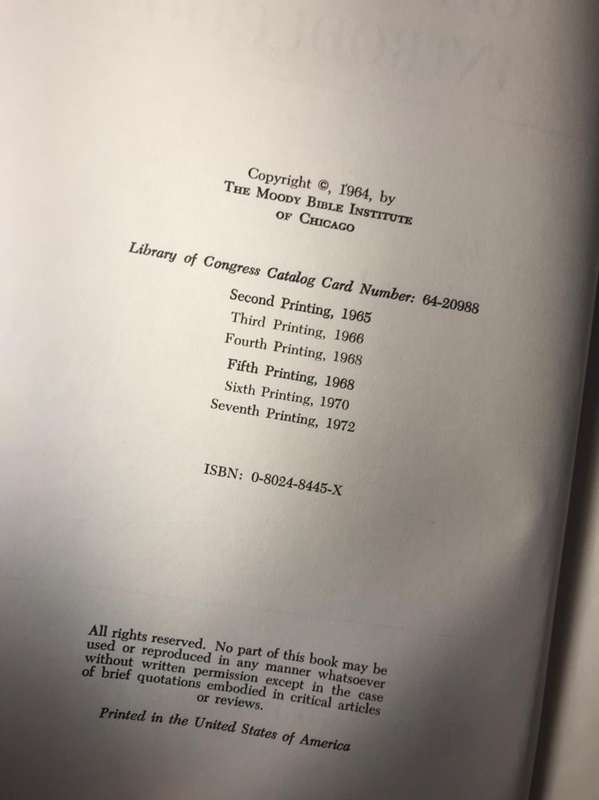 Copyright ©, 1964, by
THE MOODY BIBLE INSTITUTE
OF CHICAGO
Library of Congress Catalog Card Number: 64-20988
Second Printing, 1965
Third Printing, 1966
Fourth Printing, 1968
Fifth Printing, 1968
Sixth Printing, 1970
Seventh Printing, 1972
ISBN: 0-8024-8445-X
All rights reserved. No part of this book may be
used or reproduced in any manner whatsoever
without written permission except in the case
of brief quotations embodied in critical articles
or reviews.
Printed in the United States of America